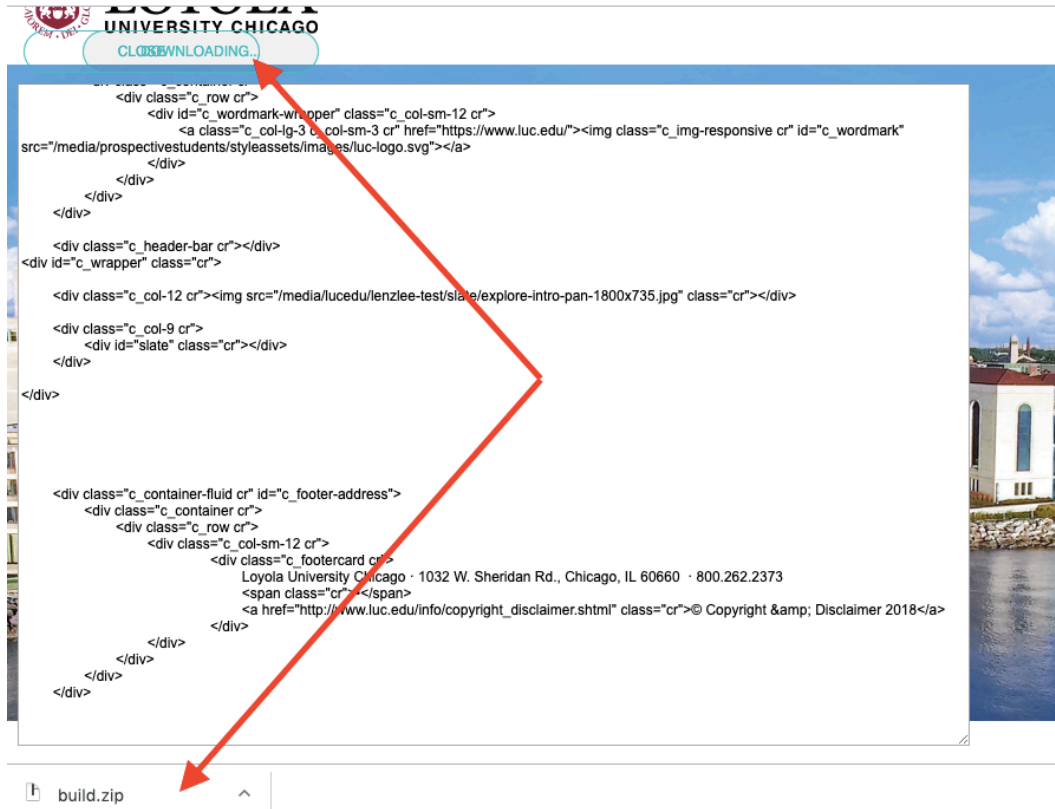 LOYOLA
UNIVERSITY CHICAGO
CLOSE
DOWNLOADING...
<div class="c_row cr">
<div id="c_wordmark-wrapper" class="c_col-sm-12 cr">
<a class="c_col-lg-3 c_col-sm-3 cr" href="https://www.luc.edu/"><img class="c_img-responsive cr" id="c_wordmark"
src="/media/prospectivestudents/styleassets/images/luc-logo.svg"></a>
</div>
</div>
</div>
</div>
<div class="c_header-bar cr"></div>
<div id="c_wrapper" class="cr">
<div class="c_col-12 cr"><img src="/media/lucedu/lenzlee-test/slate/explore-intro-pan-1800x735.jpg" class="cr"></div>
<div class="c_col-9 cr">
<div id="slate" class="cr"></div>
</div>
</div>
<div class="c_container-fluid cr" id="c_footer-address">
<div class="c_container cr">
<div class="c_row cr">
<div class="c_col-sm-12 cr">
<div class="c_footercard cr">
Loyola University Chicago · 1032 W. Sheridan Rd., Chicago, IL 60660 · 800.262.2373
<span class="cr">·</span>
<a href="http://www.luc.edu/info/copyright_disclaimer.shtml" class="cr">© Copyright &amp; Disclaimer 2018</a>
</div>
</div>
</div>
</div>
</div>
build.zip